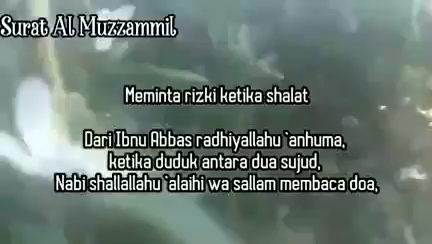 Surat Al Muzzammil
Meminta rizki ketika shalat
Dari Ibnu Abbas radhiyallahu `anhuma,
ketika duduk antara dua sujud,
Nabi shallallahu `alaihi wa sallam membaca doa,